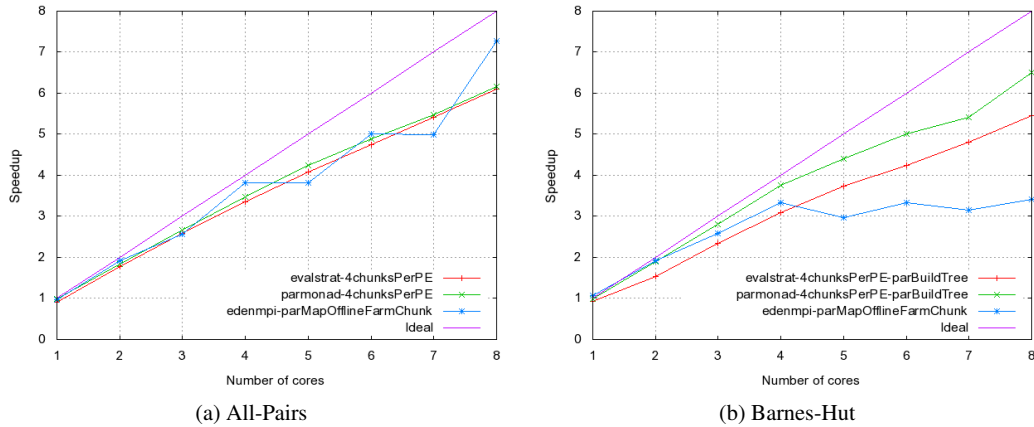 8
7
6
5
4
3
2
1
0
Speedup
evalstrat-4chunksPerPE
parmonad-4chunksPerPE
edenmpi-parMapOfflineFarmChunk
Ideal
1 2 3 4 5 6 7 8
Number of cores
(a) All-Pairs
8
7
6
5
4
3
2
1
0
Speedup
evalstrat-4chunksPerPE-parBuildTree
parmonad-4chunksPerPE-parBuildTree
edenmpi-parMapOfflineFarmChunk
Ideal
1 2 3 4 5 6 7 8
Number of cores
(b) Barnes-Hut